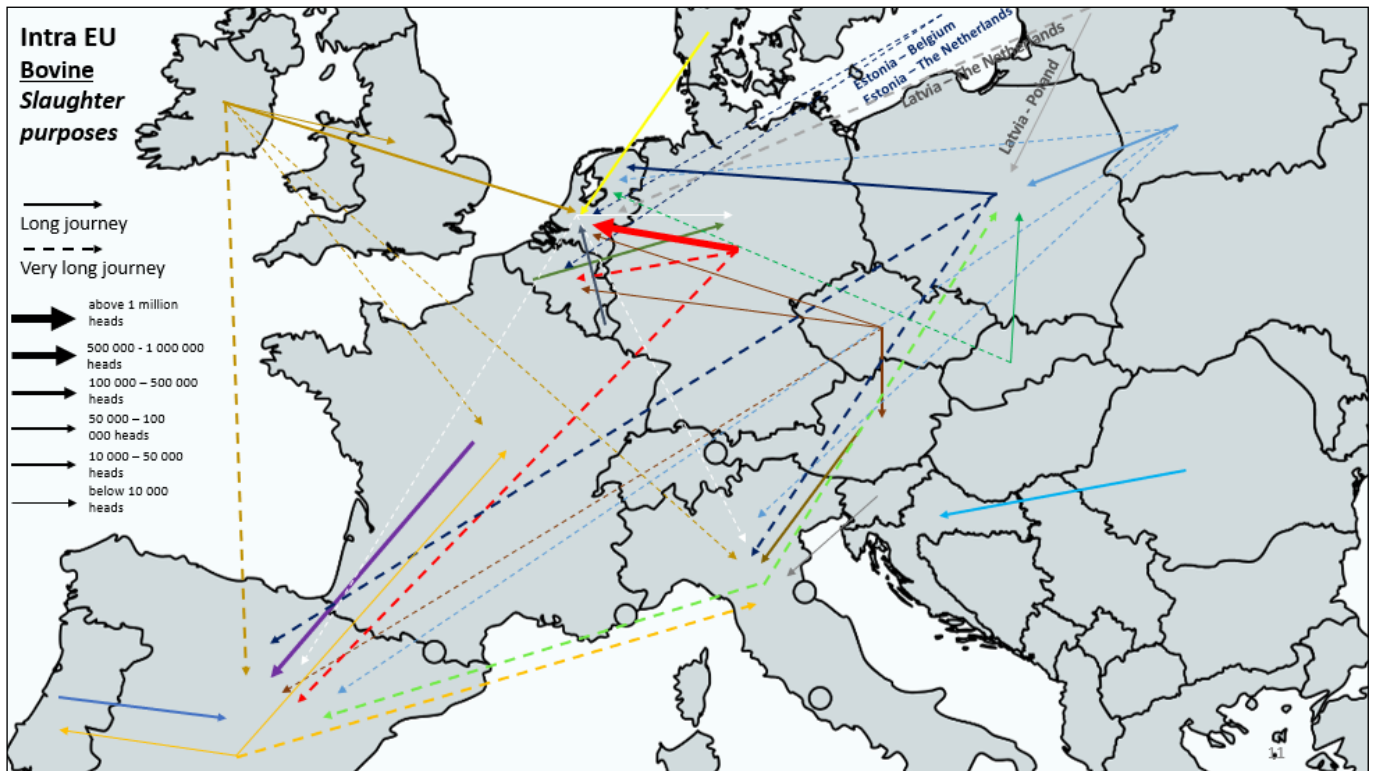 Intra EU
Bovine
Slaughter
purposes
Long journey
Very long journey
above 1 million
heads
500 000 - 1 000 000
heads
100 000 – 500 000
heads
50 000 – 100
000 heads
10 000 – 50 000
heads
below 10 000
heads
Estonia – Belgium
Estonia – The Netherlands
Latvia – The Netherlands
Latvia - Poland
11